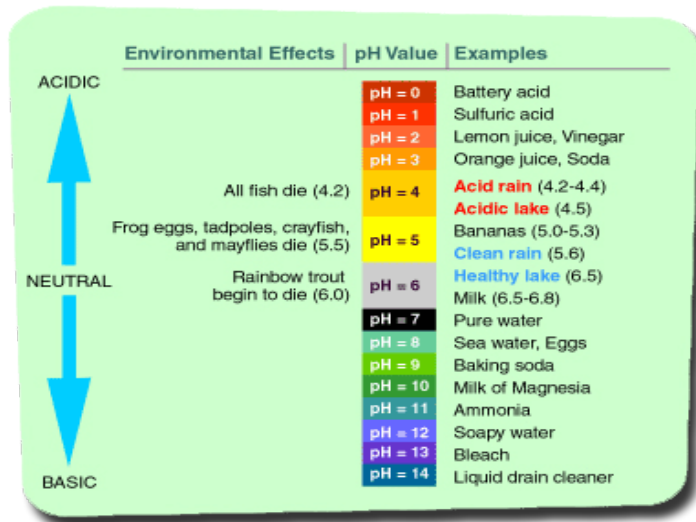 Environmental Effects | pH Value | Examples
ACIDIC
pH = 0 Battery acid
pH = 1 Sulfuric acid
pH = 2 Lemon juice, Vinegar
pH = 3 Orange juice, Soda
All fish die (4.2) pH = 4 Acid rain (4.2-4.4)
Acidic lake (4.5)
Frog eggs, tadpoles, crayfish, and mayflies die (5.5) pH = 5 Bananas (5.0-5.3)
Clean rain (5.6)
NEUTRAL
Rainbow trout begin to die (6.0) pH = 6 Healthy lake (6.5)
Milk (6.5-6.8)
pH = 7 Pure water
pH = 8 Sea water, Eggs
pH = 9 Baking soda
pH = 10 Milk of Magnesia
pH = 11 Ammonia
pH = 12 Soapy water
pH = 13 Bleach
pH = 14 Liquid drain cleaner
BASIC